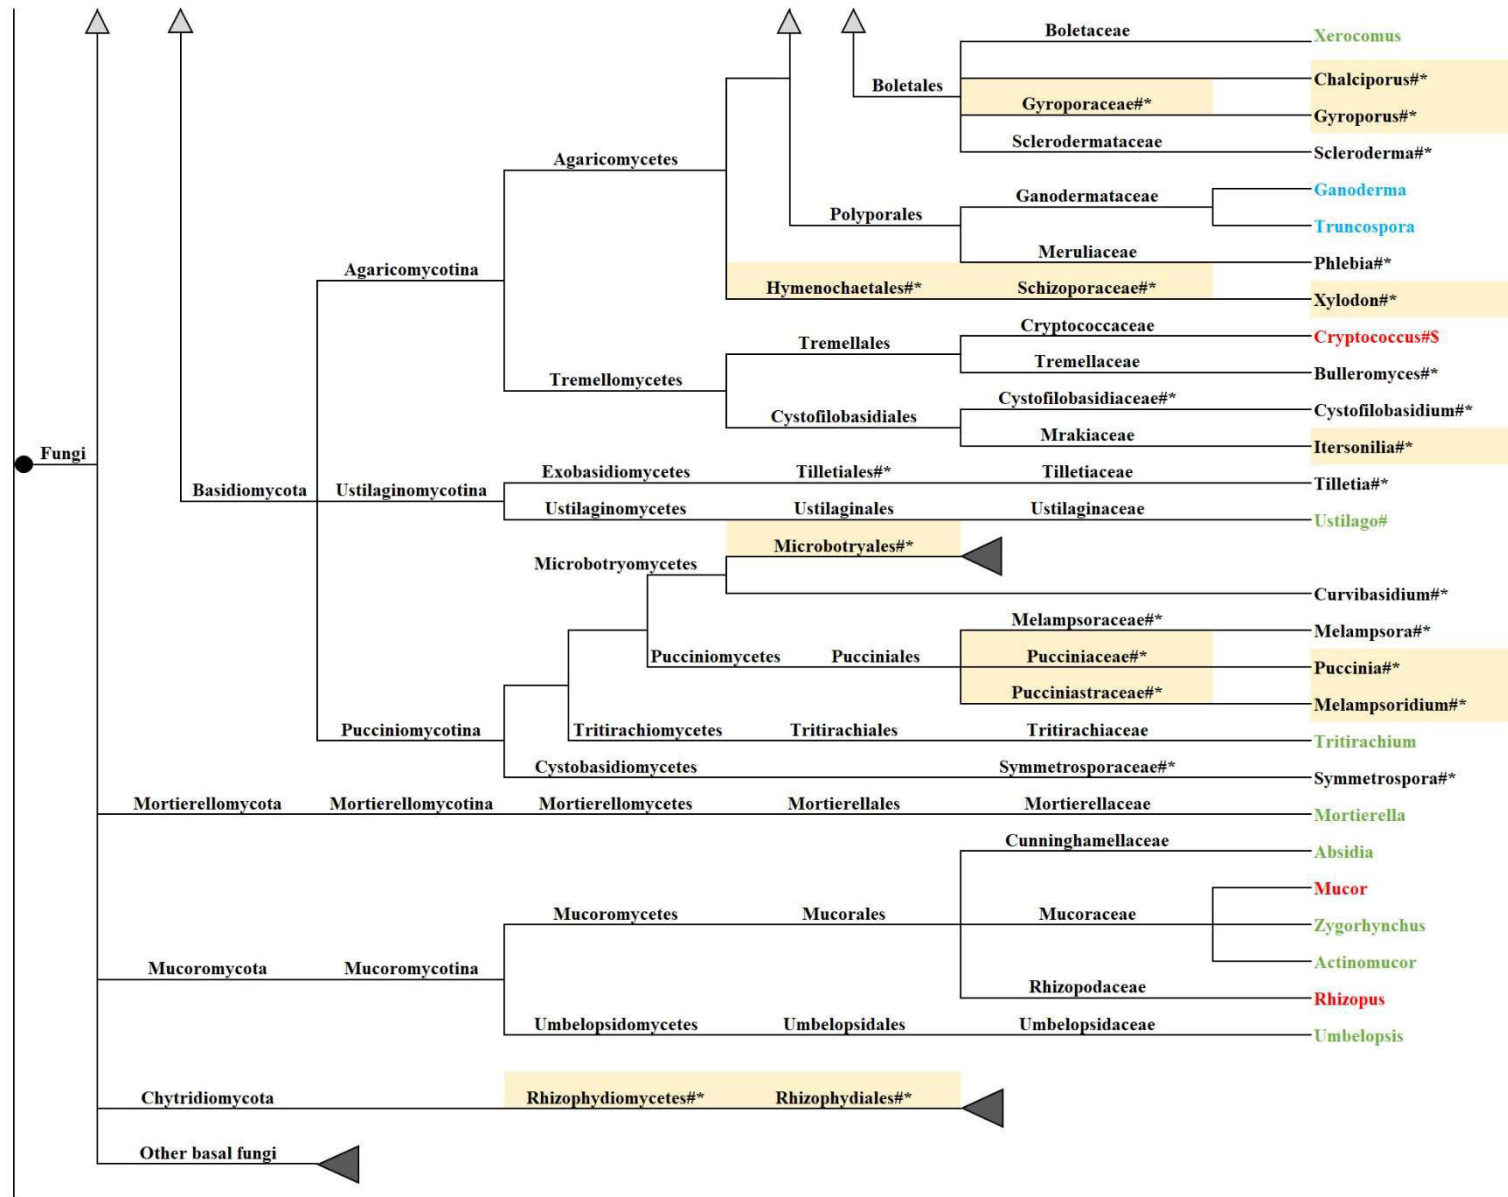 Boletaceae Xerocomus
Boletales Chalciporus#*
Gyroporaceae#* Gyroporus#*
Sclerodermataceae Scleroderma#*
Agaricomycetes
Ganodermataceae Ganoderma
Polyporales Truncospora
Meruliaceae Phlebia#*
Agaricomycotina
Hymenochaetales#* Schizoporaceae#* Xylodon#*
Cryptococcaceae Cryptococcus#$
Tremellales
Tremellaceae Bulleromyces#*
Tremellomycetes
Cystofilobasidiaceae#* Cystofilobasidium#*
Cystofilobasidiales
Mrakiaceae Itersonilia#*
Fungi
Exobasidiomycetes Tilletiales#* Tilletiaceae Tilletia#*
Basidiomycota Ustilaginomycotina
Ustilaginomycetes Ustilaginales Ustilaginaceae Ustilago#
Microbotryales#*
Microbotryomycetes
Curvibasidium#*
Melampsoraceae#* Melampsora#*
Pucciniomycetes Pucciniales Pucciniaceae#* Puccinia#*
Pucciniastraceae#* Melampsoridium#*
Pucciniomycotina Tritirachiomycetes Tritirachiales Tritirachiaceae Tritirachium
Cystobasidiomycetes Symmetrosporaceae#* Symmetrospora#*
Mortierellomycota Mortierellomycotina Mortierellomycetes Mortierellales Mortierellaceae Mortierella
Cunninghamellaceae Absidia
Mucor
Mucoromycetes Mucorales Mucoraceae Zygorhynchus
Actinomucor
Mucoromycota Mucoromycotina
Rhizopodaceae Rhizopus
Umbelopsidomycetes Umbelopsidales Umbelopsidaceae Umbelopsis
Chytridiomycota Rhizophydiomycetes#* Rhizophydiales#*
Other basal fungi